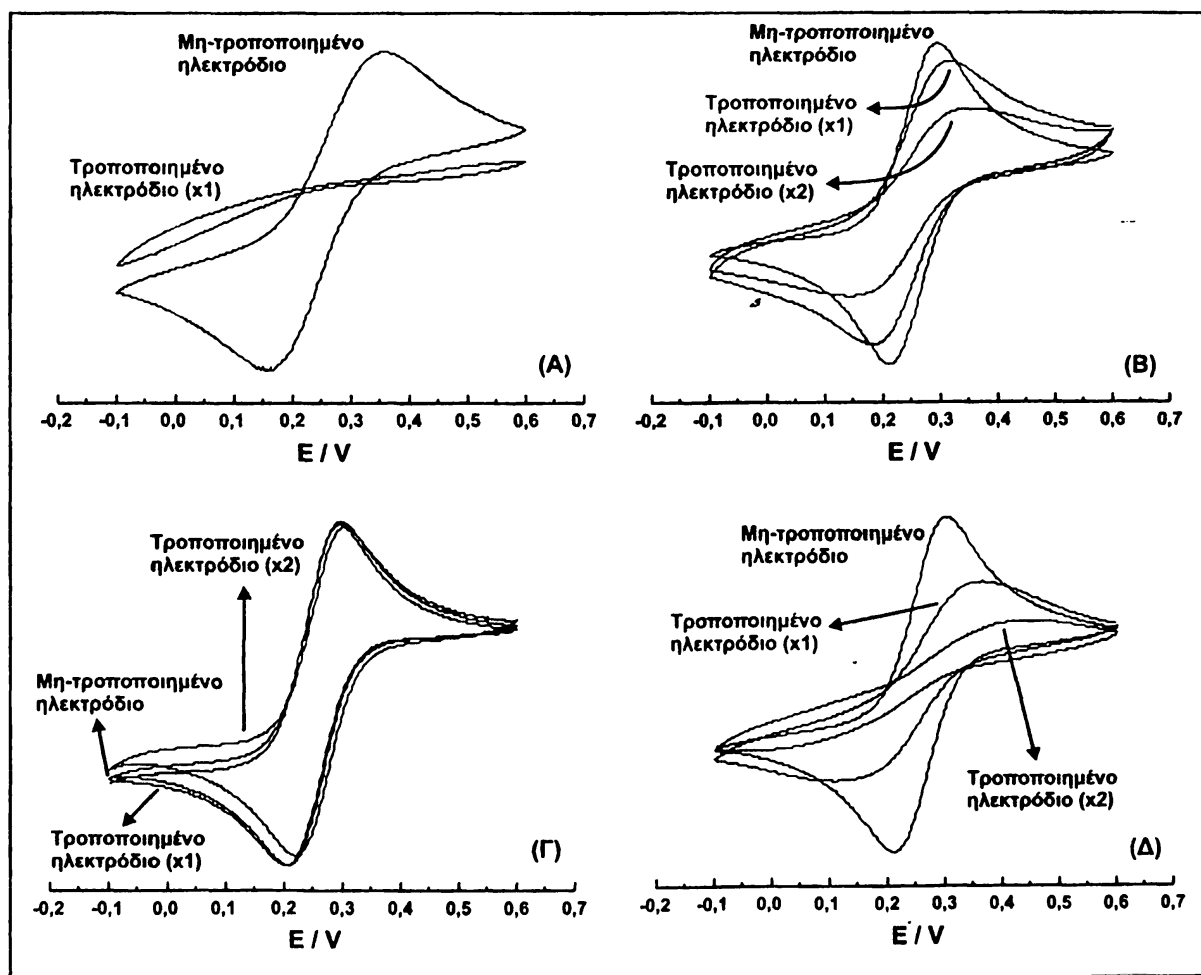 Μη-τροποποιημένο
ηλεκτρόδιο
Τροποποιημένο
ηλεκτρόδιο (x1)
(A)
-0,2 -0,1 0,0 0,1 0,2 0,3 0,4 0,5 0,6 0,7
E / V
Μη-τροποποιημένο
ηλεκτρόδιο
Τροποποιημένο
ηλεκτρόδιο (x1)
Τροποποιημένο
ηλεκτρόδιο (x2)
(B)
-0,2 -0,1 0,0 0,1 0,2 0,3 0,4 0,5 0,6 0,7
E / V
Τροποποιημένο
ηλεκτρόδιο (x2)
Μη-τροποποιημένο
ηλεκτρόδιο
Τροποποιημένο
ηλεκτρόδιο (x1)
(Γ)
-0,2 -0,1 0,0 0,1 0,2 0,3 0,4 0,5 0,6 0,7
E / V
Μη-τροποποιημένο
ηλεκτρόδιο
Τροποποιημένο
ηλεκτρόδιο (x1)
Τροποποιημένο
ηλεκτρόδιο (x2)
(Δ)
-0,2 -0,1 0,0 0,1 0,2 0,3 0,4 0,5 0,6 0,7
E / V